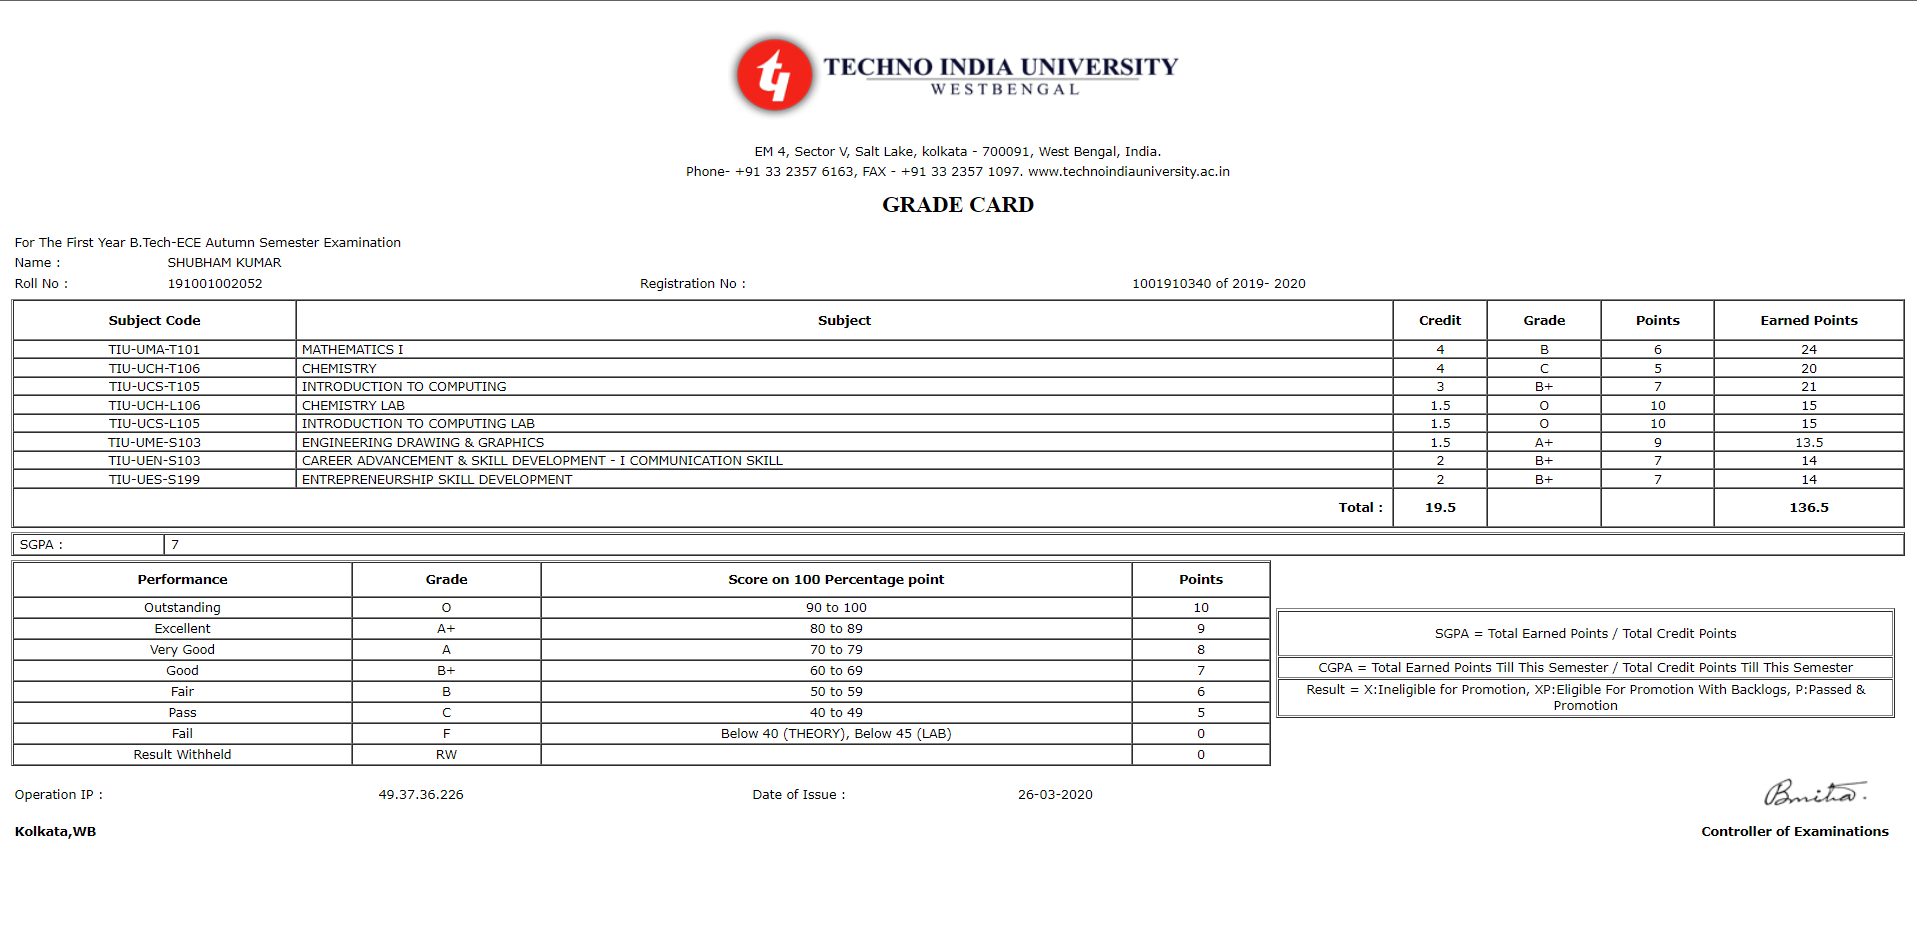 TECHNO INDIA UNIVERSITY
WESTBENGAL
EM 4, Sector V, Salt Lake, kolkata - 700091, West Bengal, India.
Phone- +91 33 2357 6163, FAX - +91 33 2357 1097. www.technoindiauniversity.ac.in
GRADE CARD
For The First Year B.Tech-ECE Autumn Semester Examination
Name : SHUBHAM KUMAR
Roll No : 191001002052 Registration No : 1001910340 of 2019- 2020
Subject Code Subject Credit Grade Points Earned Points
TIU-UMA-T101 MATHEMATICS I 4 B 6 24
TIU-UCH-T106 CHEMISTRY 4 C 5 20
TIU-UCS-T105 INTRODUCTION TO COMPUTING 3 B+ 7 21
TIU-UCH-L106 CHEMISTRY LAB 1.5 O 10 15
TIU-UCS-L105 INTRODUCTION TO COMPUTING LAB 1.5 O 10 15
TIU-UME-S103 ENGINEERING DRAWING & GRAPHICS 1.5 A+ 9 13.5
TIU-UEN-S103 CAREER ADVANCEMENT & SKILL DEVELOPMENT - I COMMUNICATION SKILL 2 B+ 7 14
TIU-UES-S199 ENTREPRENEURSHIP SKILL DEVELOPMENT 2 B+ 7 14
Total : 19.5 136.5
SGPA : 7
Performance Grade Score on 100 Percentage point Points
Outstanding O 90 to 100 10
Excellent A+ 80 to 89 9
Very Good A 70 to 79 8
Good B+ 60 to 69 7
Fair B 50 to 59 6
Pass C 40 to 49 5
Fail F Below 40 (THEORY), Below 45 (LAB) 0
Result Withheld RW 0
SGPA = Total Earned Points / Total Credit Points
CGPA = Total Earned Points Till This Semester / Total Credit Points Till This Semester
Result = X:Ineligible for Promotion, XP:Eligible For Promotion With Backlogs, P:Passed &
Promotion
Operation IP : 49.37.36.226 Date of Issue : 26-03-2020
Kolkata,WB Controller of Examinations